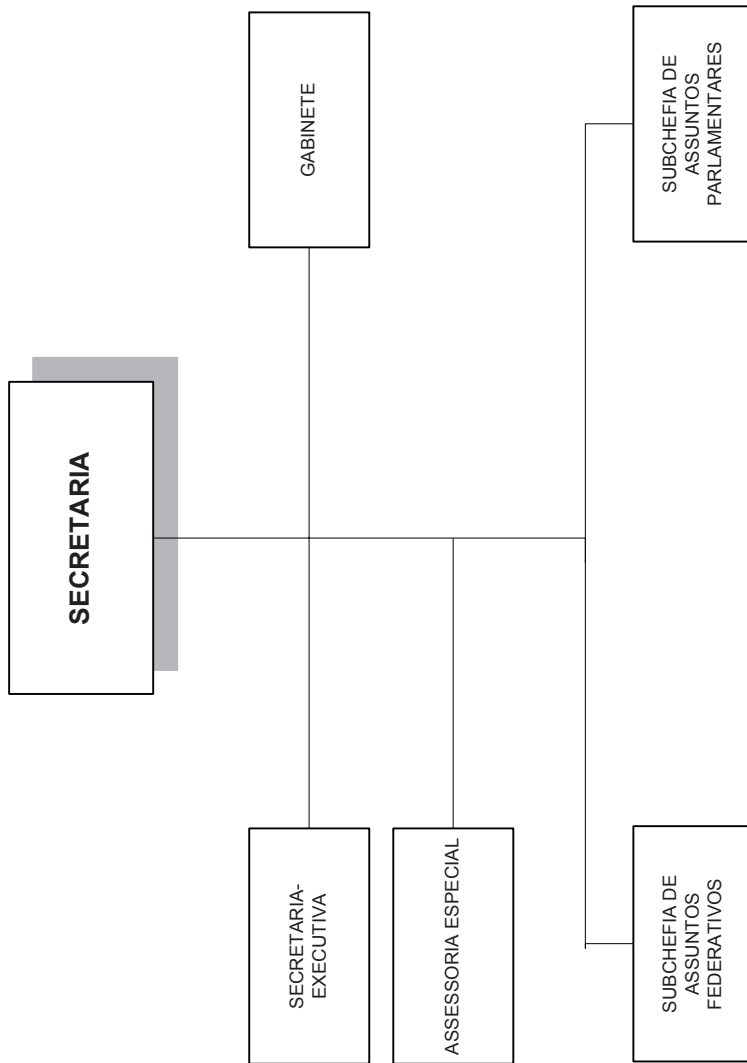 SECRETARIA
SECRETARIA-
EXECUTIVA
GABINETE
ASSESSORIA ESPECIAL
SUBCHEFIA DE
ASSUNTOS
FEDERATIVOS
SUBCHEFIA DE
ASSUNTOS
PARLAMENTARES